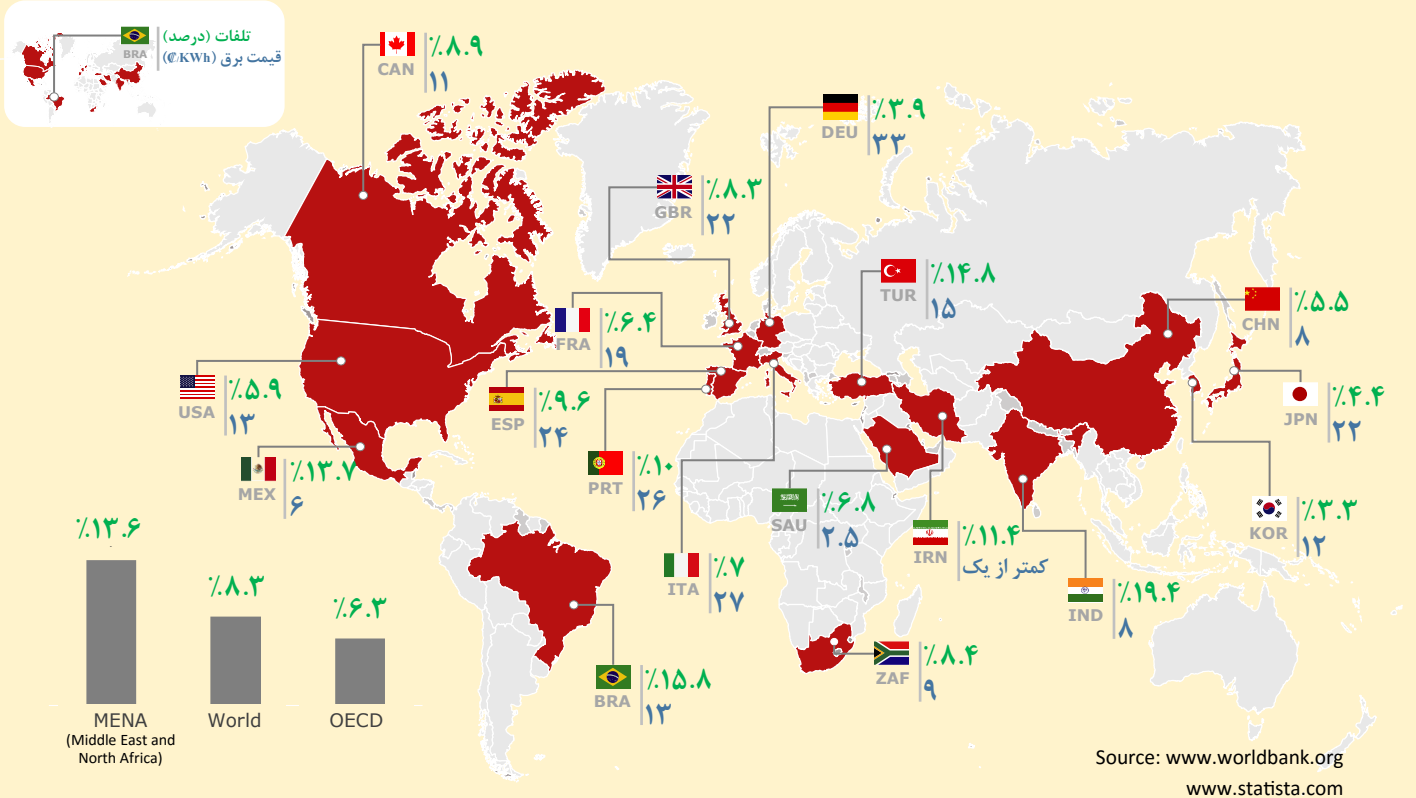 تلفات (درصد)
قیمت برق (₡/KWh)
BRA
CAN
٪۸.۹
۱۱
DEU
٪۳.۹
۳۳
GBR
٪۸.۳
۲۲
TUR
٪۱۴.۸
۱۵
CHN
٪۵.۵
۸
FRA
٪۶.۴
۱۹
USA
٪۵.۹
۱۳
ESP
٪۹.۶
۲۴
JPN
٪۴.۴
۲۲
MEX
٪۱۳.۷
۶
PRT
٪۱۰
۲۶
SAU
٪۶.۸
۲.۵
KOR
٪۳.۳
۱۲
IRN
٪۱۱.۴
کمتر از یک
ITA
٪۷
۲۷
IND
٪۱۹.۴
۸
ZAF
٪۸.۴
۹
BRA
٪۱۵.۸
۱۳
٪۱۳.۶
٪۸.۳
٪۶.۳
MENA
(Middle East and
North Africa)
World
OECD
Source: www.worldbank.org
www.statista.com